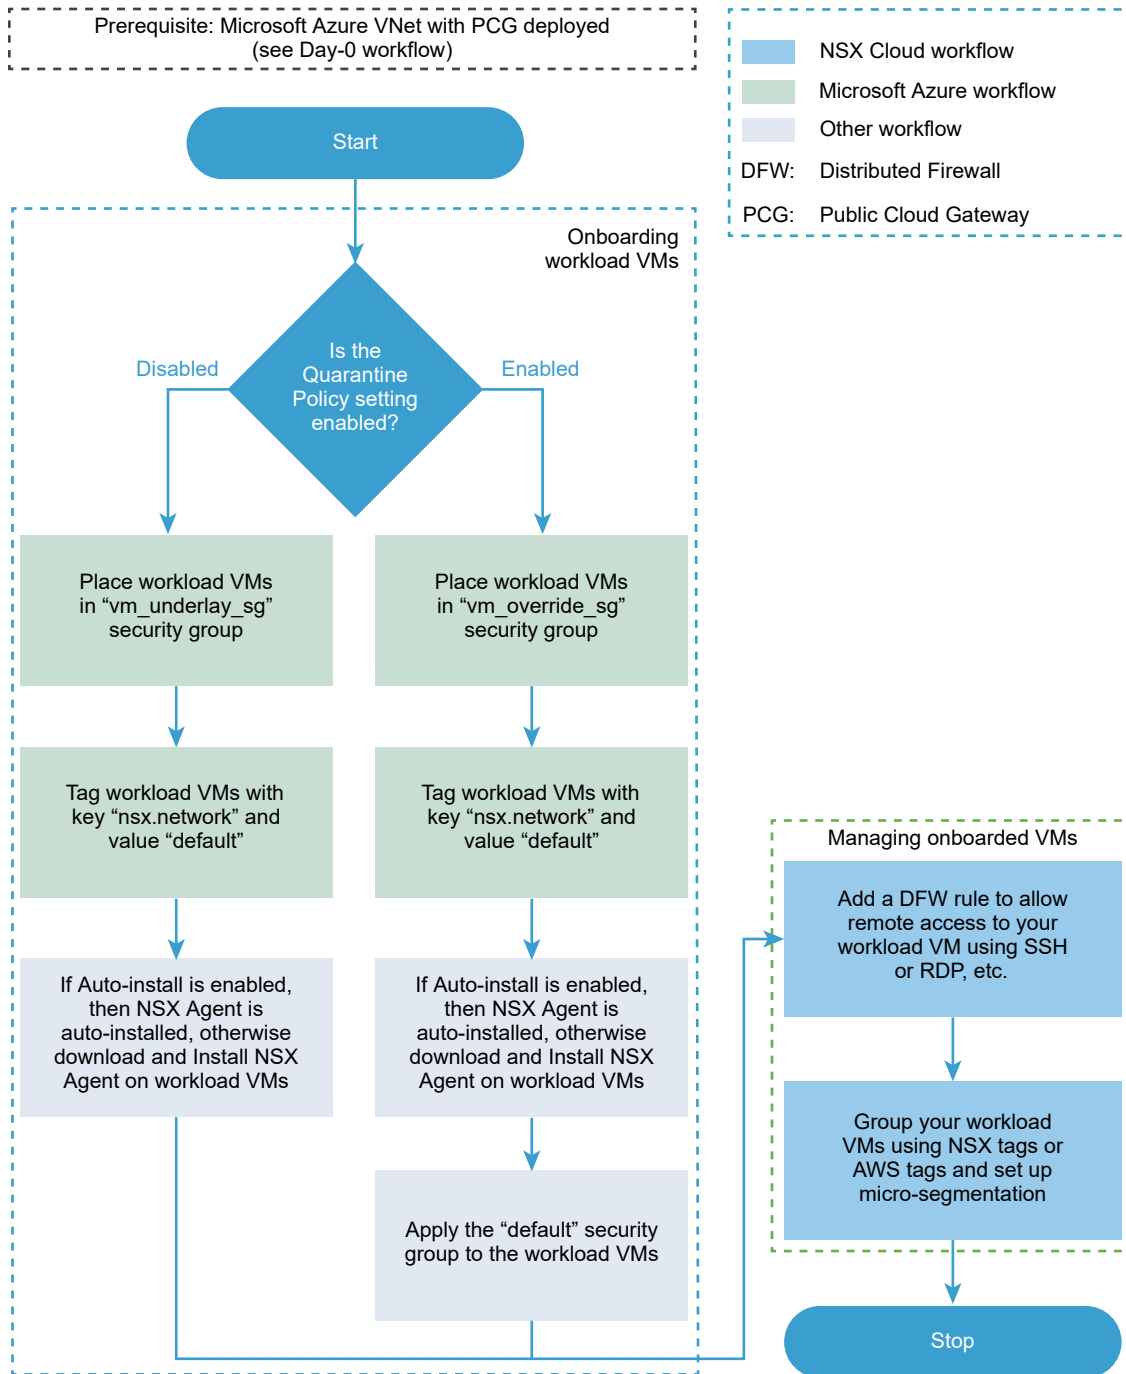 Prerequisite: Microsoft Azure VNet with PCG deployed
(see Day-0 workflow)
NSX Cloud workflow
Microsoft Azure workflow
Other workflow
DFW: Distributed Firewall
PCG: Public Cloud Gateway
Start
Onboarding
workload VMs
Is the
Quarantine
Policy setting
enabled?
Disabled
Enabled
Place workload VMs
in “vm_underlay_sg”
security group
Place workload VMs
in “vm_override_sg”
security group
Tag workload VMs with
key “nsx.network” and
value “default”
Tag workload VMs with
key “nsx.network” and
value “default”
If Auto-install is enabled,
then NSX Agent is
auto-installed, otherwise
download and Install NSX
Agent on workload VMs
If Auto-install is enabled,
then NSX Agent is
auto-installed, otherwise
download and Install NSX
Agent on workload VMs
Apply the “default” security
group to the workload VMs
Managing onboarded VMs
Add a DFW rule to allow
remote access to your
workload VM using SSH
or RDP, etc.
Group your workload
VMs using NSX tags or
AWS tags and set up
micro-segmentation
Stop